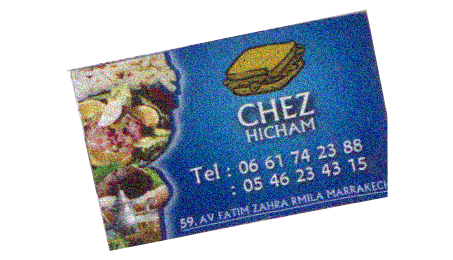 CHEZ
HICHAM
Tel : 06 61 74 23 88
: 05 46 23 43 15
59, AV FATIM ZAHRA RMILA MARRAKECH